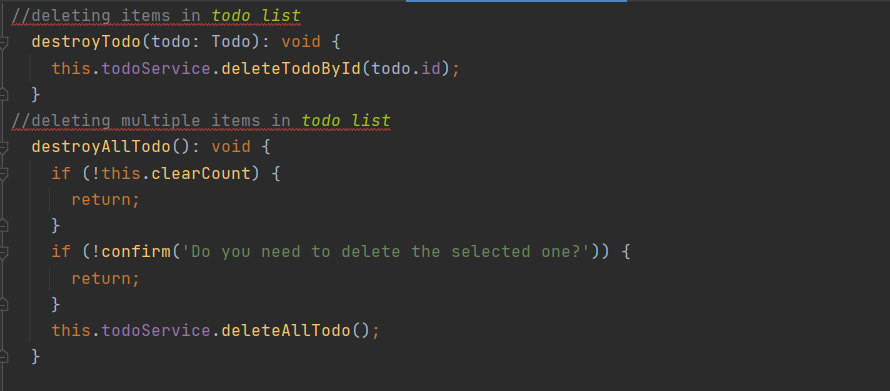 //deleting items in todo list
destroyTodo(todo: Todo): void {
this.todoService.deleteTodoById(todo.id);
}
//deleting multiple items in todo list
destroyAllTodo(): void {
if (!this.clearCount) {
return;
}
if (!confirm('Do you need to delete the selected one?')) {
return;
}
this.todoService.deleteAllTodo();
}